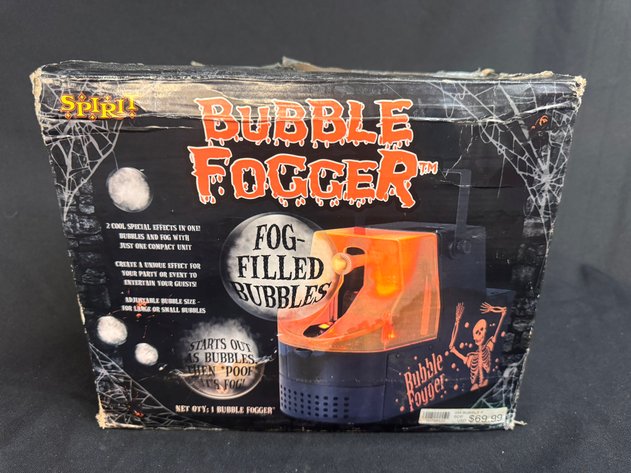 SPIRIT
BUBBLE
FOGGER™
2 COOL SPECIAL EFFECTS IN ONE!
BUBBLES AND FOG WITH
JUST ONE COMPACT UNIT
CREATE A UNIQUE EFFECT FOR
YOUR PARTY OR EVENT TO
ENTERTAIN YOUR GUESTS!
ADJUSTABLE BUBBLE SIZE -
FOR LARGE OR SMALL BUBBLES
FOG-
FILLED
BUBBLES
STARTS OUT
AS BUBBLES,
THEN "POOF"
IT'S FOG!
Bubble
Fogger
NET QTY: 1 BUBBLE FOGGER™
$69.99